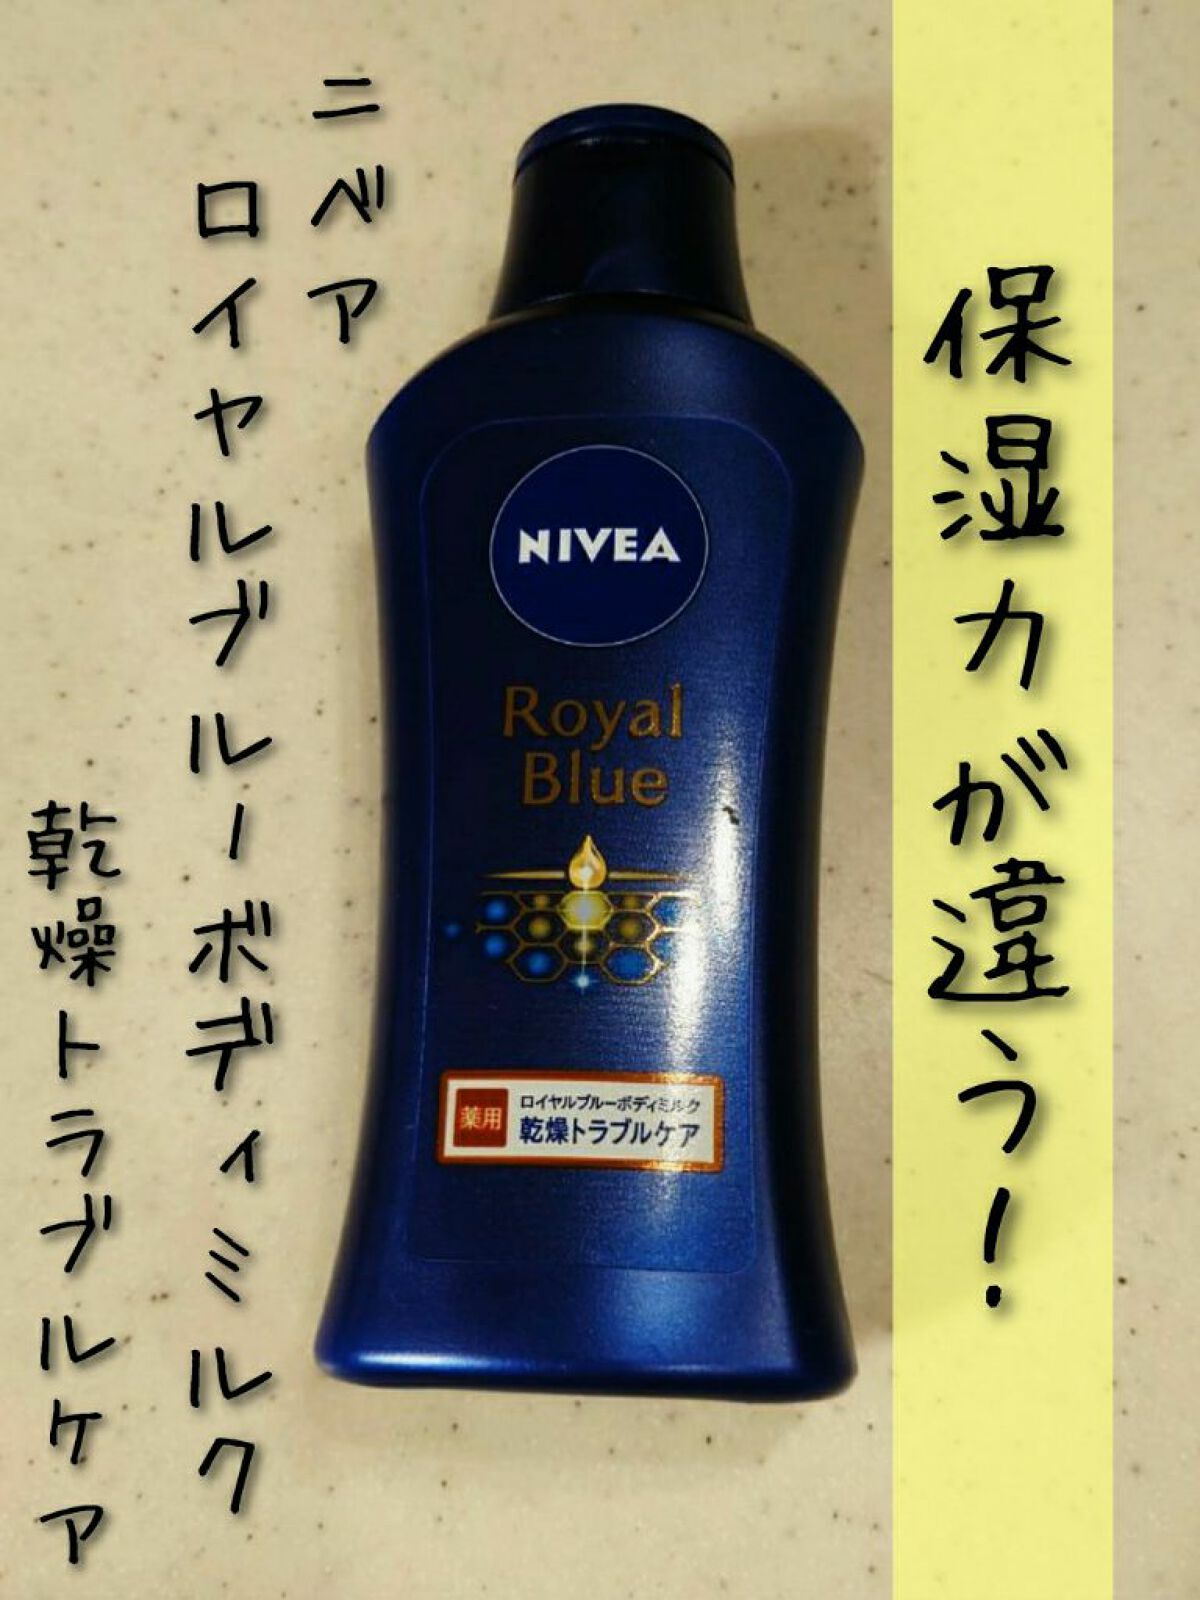 保湿力が違う！
ニベア
ロイヤルブルーボディミルク
乾燥トラブルケア
NIVEA
Royal
Blue
薬用
ロイヤルブルーボディミルク
乾燥トラブルケア